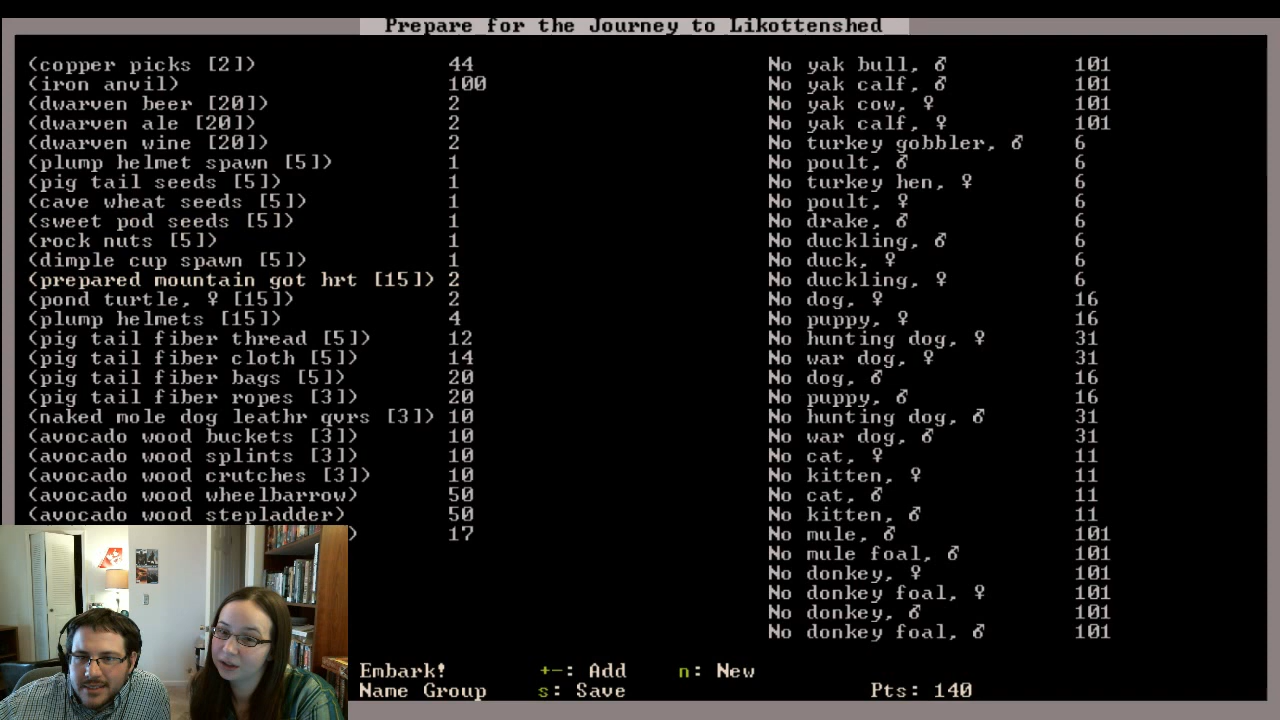 Prepare for the Journey to Likottenshed
(copper picks [2]) 44
(iron anvil) 100
(dwarven beer [20]) 2
(dwarven ale [20]) 2
(dwarven wine [20]) 2
(plump helmet spawn [5]) 1
(pig tail seeds [5]) 1
(cave wheat seeds [5]) 1
(sweet pod seeds [5]) 1
(rock nuts [5]) 1
(dimple cup spawn [5]) 1
(prepared mountain got hrt [15]) 2
(pond turtle, ♀ [15]) 2
(plump helmets [15]) 4
(pig tail fiber thread [5]) 12
(pig tail fiber cloth [5]) 14
(pig tail fiber bags [5]) 20
(pig tail fiber ropes [3]) 20
(naked mole dog leathr qvrs [3]) 10
(avocado wood buckets [3]) 10
(avocado wood splints [3]) 10
(avocado wood crutches [3]) 10
(avocado wood wheelbarrow) 50
(avocado wood stepladder) 50
) 17
No yak bull, ♂ 101
No yak calf, ♂ 101
No yak cow, ♀ 101
No yak calf, ♀ 101
No turkey gobbler, ♂ 6
No poult, ♂ 6
No turkey hen, ♀ 6
No poult, ♀ 6
No drake, ♂ 6
No duckling, ♂ 6
No duck, ♀ 6
No duckling, ♀ 6
No dog, ♀ 16
No puppy, ♀ 16
No hunting dog, ♀ 31
No war dog, ♀ 31
No dog, ♂ 16
No puppy, ♂ 16
No hunting dog, ♂ 31
No war dog, ♂ 31
No cat, ♀ 11
No kitten, ♀ 11
No cat, ♂ 11
No kitten, ♂ 11
No mule, ♂ 101
No mule foal, ♂ 101
No donkey, ♀ 101
No donkey foal, ♀ 101
No donkey, ♂ 101
No donkey foal, ♂ 101
Embark! +-: Add n: New
Name Group s: Save Pts: 140